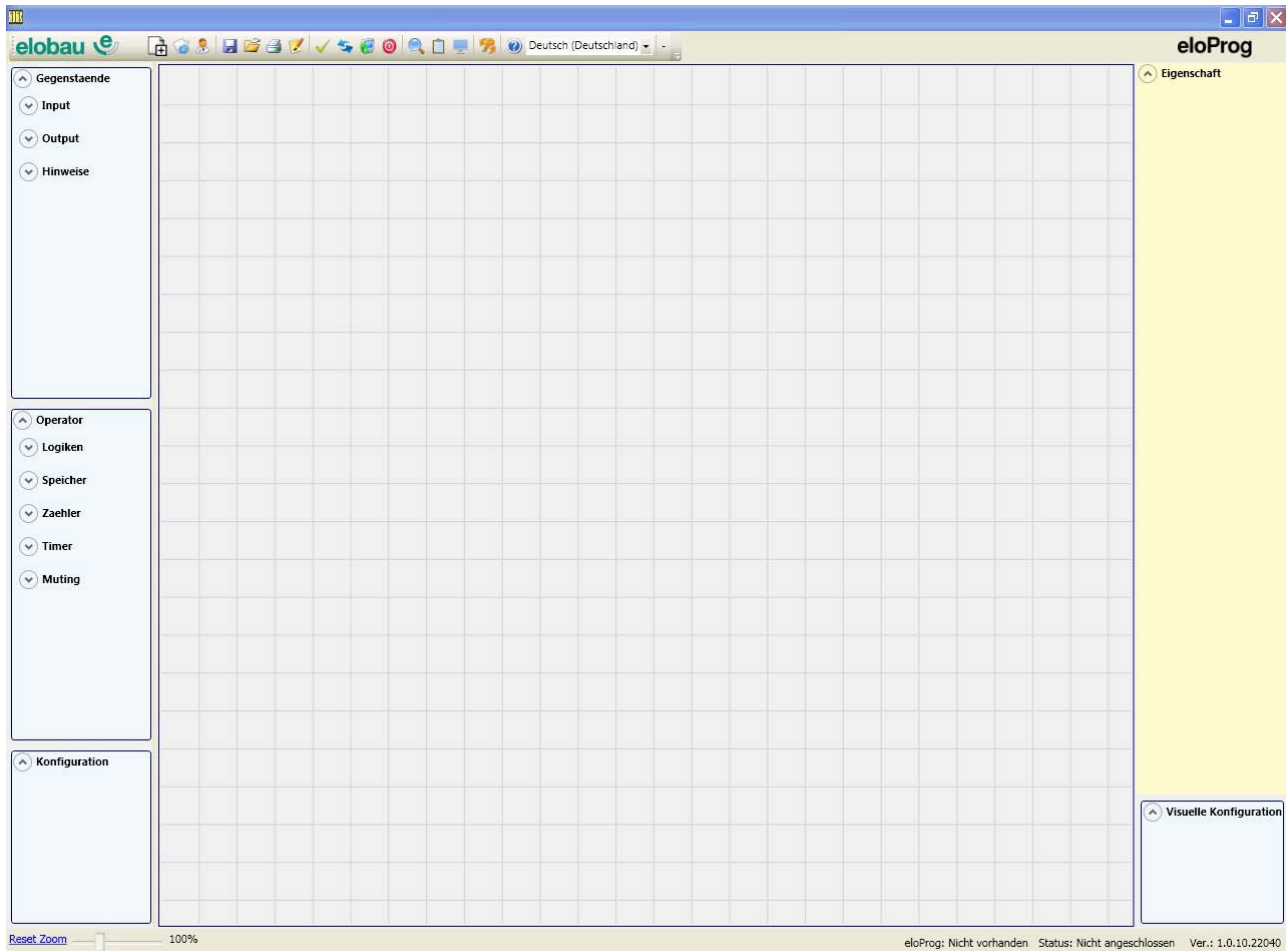 elobau e
Deutsch (Deutschland)
eloProg
Gegenstaende
Input
Output
Hinweise
Operator
Logiken
Speicher
Zaehler
Timer
Muting
Konfiguration
Eigenschaft
Visuelle Konfiguration
Reset Zoom 100%
eloProg: Nicht vorhanden Status: Nicht angeschlossen Ver.: 1.0.10.22040